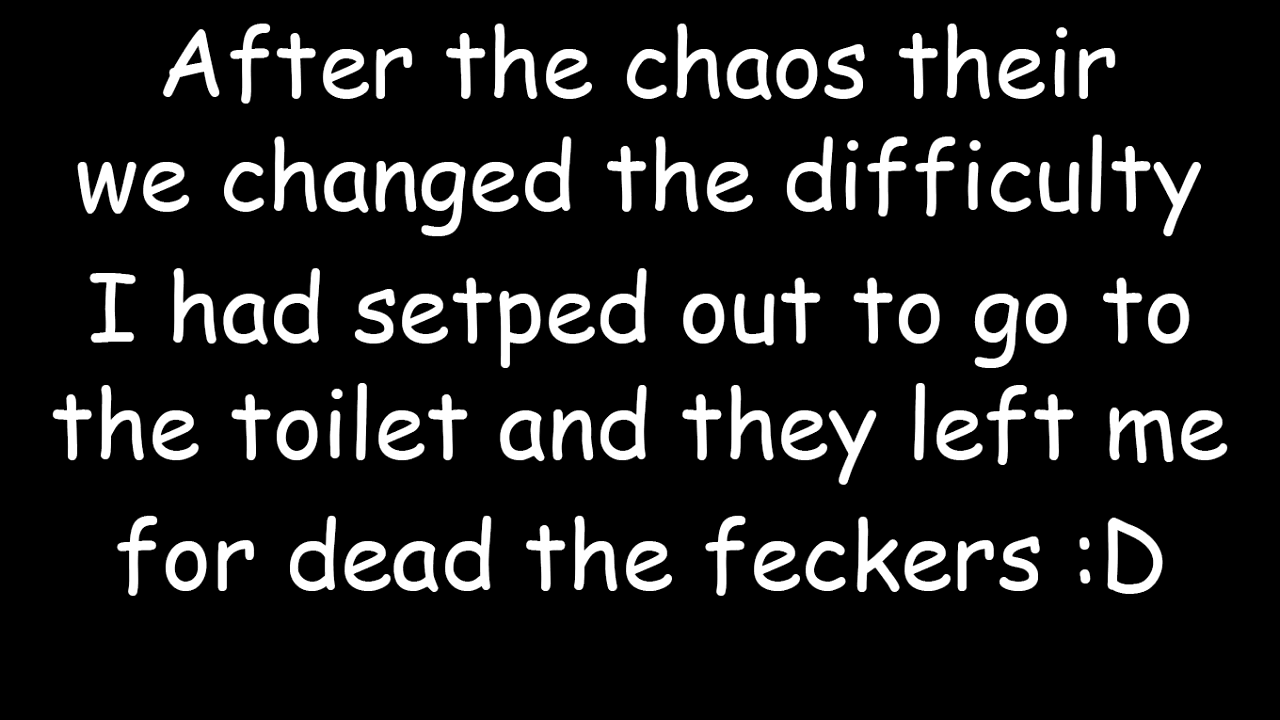 After the chaos their
we changed the difficulty
I had setped out to go to
the toilet and they left me
for dead the feckers :D